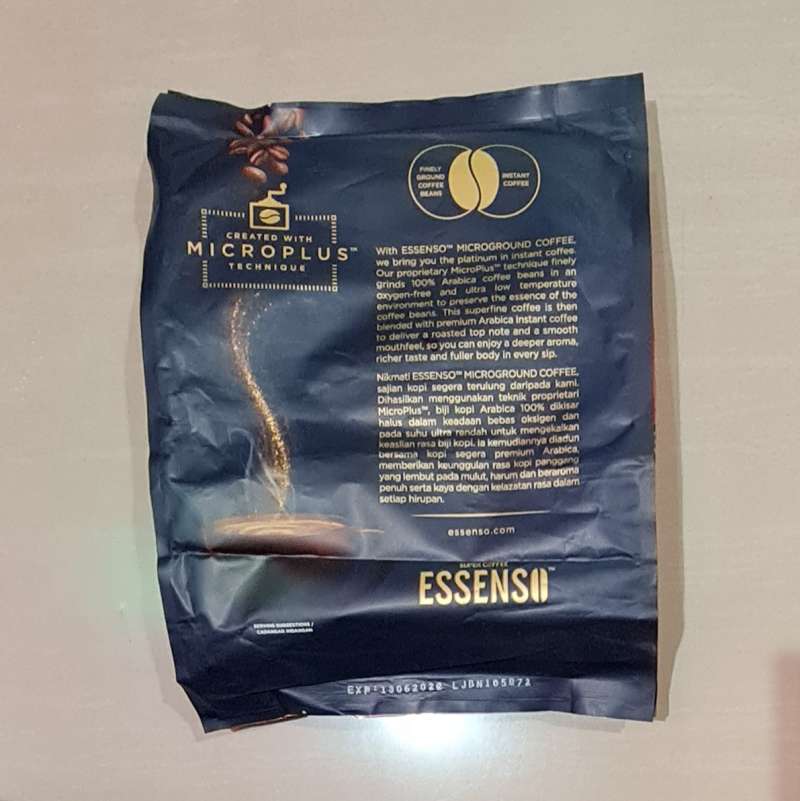 FINELY
GROUND
COFFEE
BEANS
INSTANT
COFFEE
CREATED WITH
MICROPLUS™
TECHNIQUE
With ESSENSO™ MICROGROUND COFFEE,
we bring you the platinum in instant coffee.
Our proprietary MicroPlus™ technique finely
grinds 100% Arabica coffee beans in an
oxygen-free and ultra low temperature
environment to preserve the essence of the
coffee beans. This superfine coffee is then
blended with premium Arabica Instant coffee
to deliver a roasted top note and a smooth
mouthfeel, so you can enjoy a deeper aroma,
richer taste and fuller body in every sip.
Nikmati ESSENSO™ MICROGROUND COFFEE,
sajian kopi segera terulung daripada kami.
Dihasilkan menggunakan teknik proprietari
MicroPlus™, biji kopi Arabica 100% dikisar
halus dalam keadaan bebas oksigen dan
pada suhu ultra rendah untuk mengekalkan
keaslian rasa biji kopi. Ia kemudiannya diadun
bersama kopi segera premium Arabica,
memberikan keunggulan rasa kopi panggang
yang lembut pada mulut, harum dan beraroma
penuh serta kaya dengan kelazatan rasa dalam
setiap hirupan.
essenso.com
SUPER COFFEE
ESSENSO™
SERVING SUGGESTIONS /
CADANGAN HIDANGAN
EXP:13062020 LJBN105872